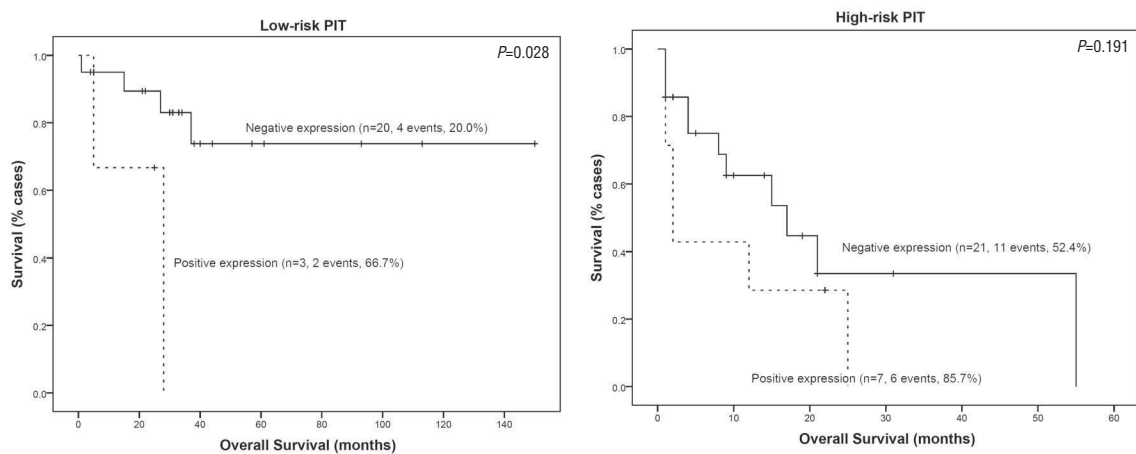 Low-risk PIT
P=0.028
1.0
0.8
0.6
0.4
0.2
0.0
Survival (% cases)
Negative expression (n=20, 4 events, 20.0%)
Positive expression (n=3, 2 events, 66.7%)
0 20 40 60 80 100 120 140
Overall Survival (months)
High-risk PIT
P=0.191
1.0
0.8
0.6
0.4
0.2
0.0
Survival (% cases)
Negative expression (n=21, 11 events, 52.4%)
Positive expression (n=7, 6 events, 85.7%)
0 10 20 30 40 50 60
Overall Survival (months)